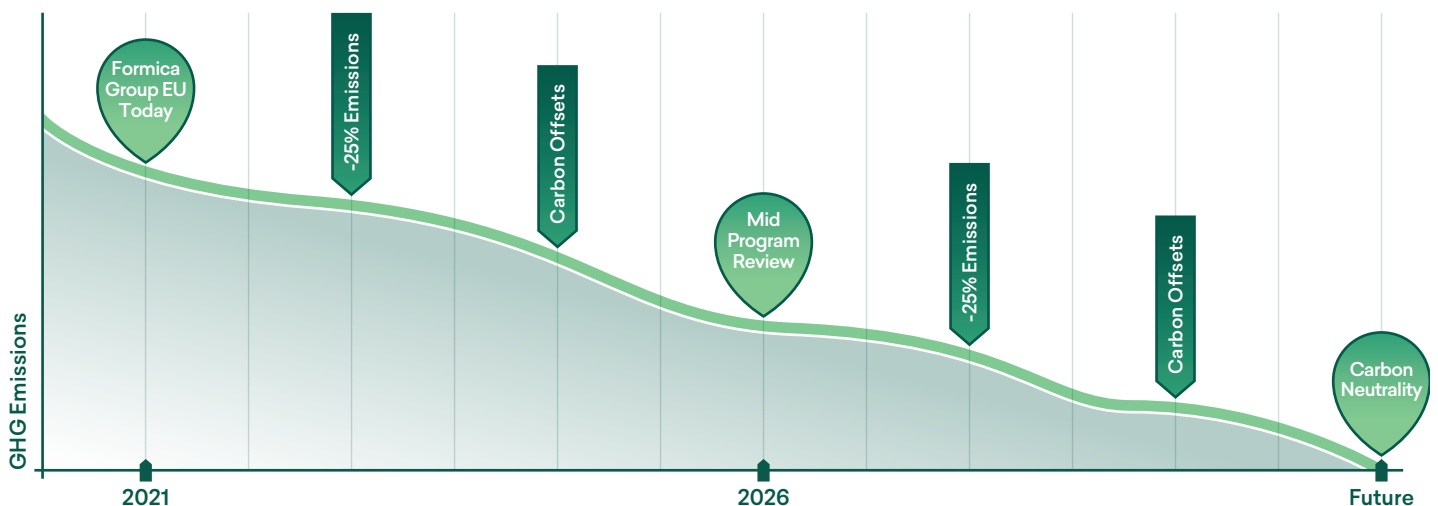 Formica
Group EU
Today
-25% Emissions
Carbon Offsets
Mid
Program
Review
-25% Emissions
Carbon Offsets
Carbon
Neutrality
GHG Emissions
2021
2026
Future